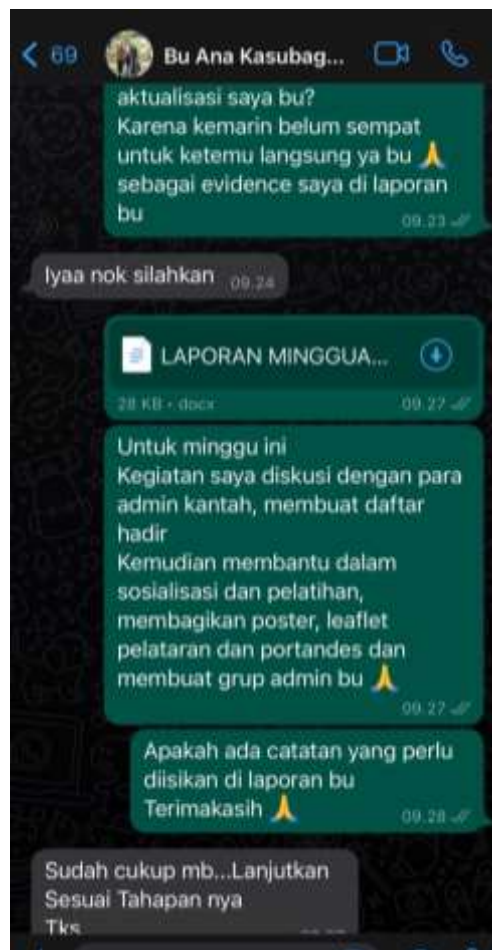 69
Bu Ana Kasubag...
aktualisasi saya bu?
Karena kemarin belum sempat
untuk ketemu langsung ya bu 🙏
sebagai evidence saya di laporan
bu
09.23
Iyaa nok silahkan
09.24
LAPORAN MINGGUA...
28 KB • docx
09.27
Untuk minggu ini
Kegiatan saya diskusi dengan para
admin kantah, membuat daftar
hadir
Kemudian membantu dalam
sosialisasi dan pelatihan,
membagikan poster, leaflet
pelataran dan portandes dan
membuat grup admin bu 🙏
09.27
Apakah ada catatan yang perlu
diisikan di laporan bu
Terimakasih 🙏
09.28
Sudah cukup mb...Lanjutkan
Sesuai Tahapan nya
Tks